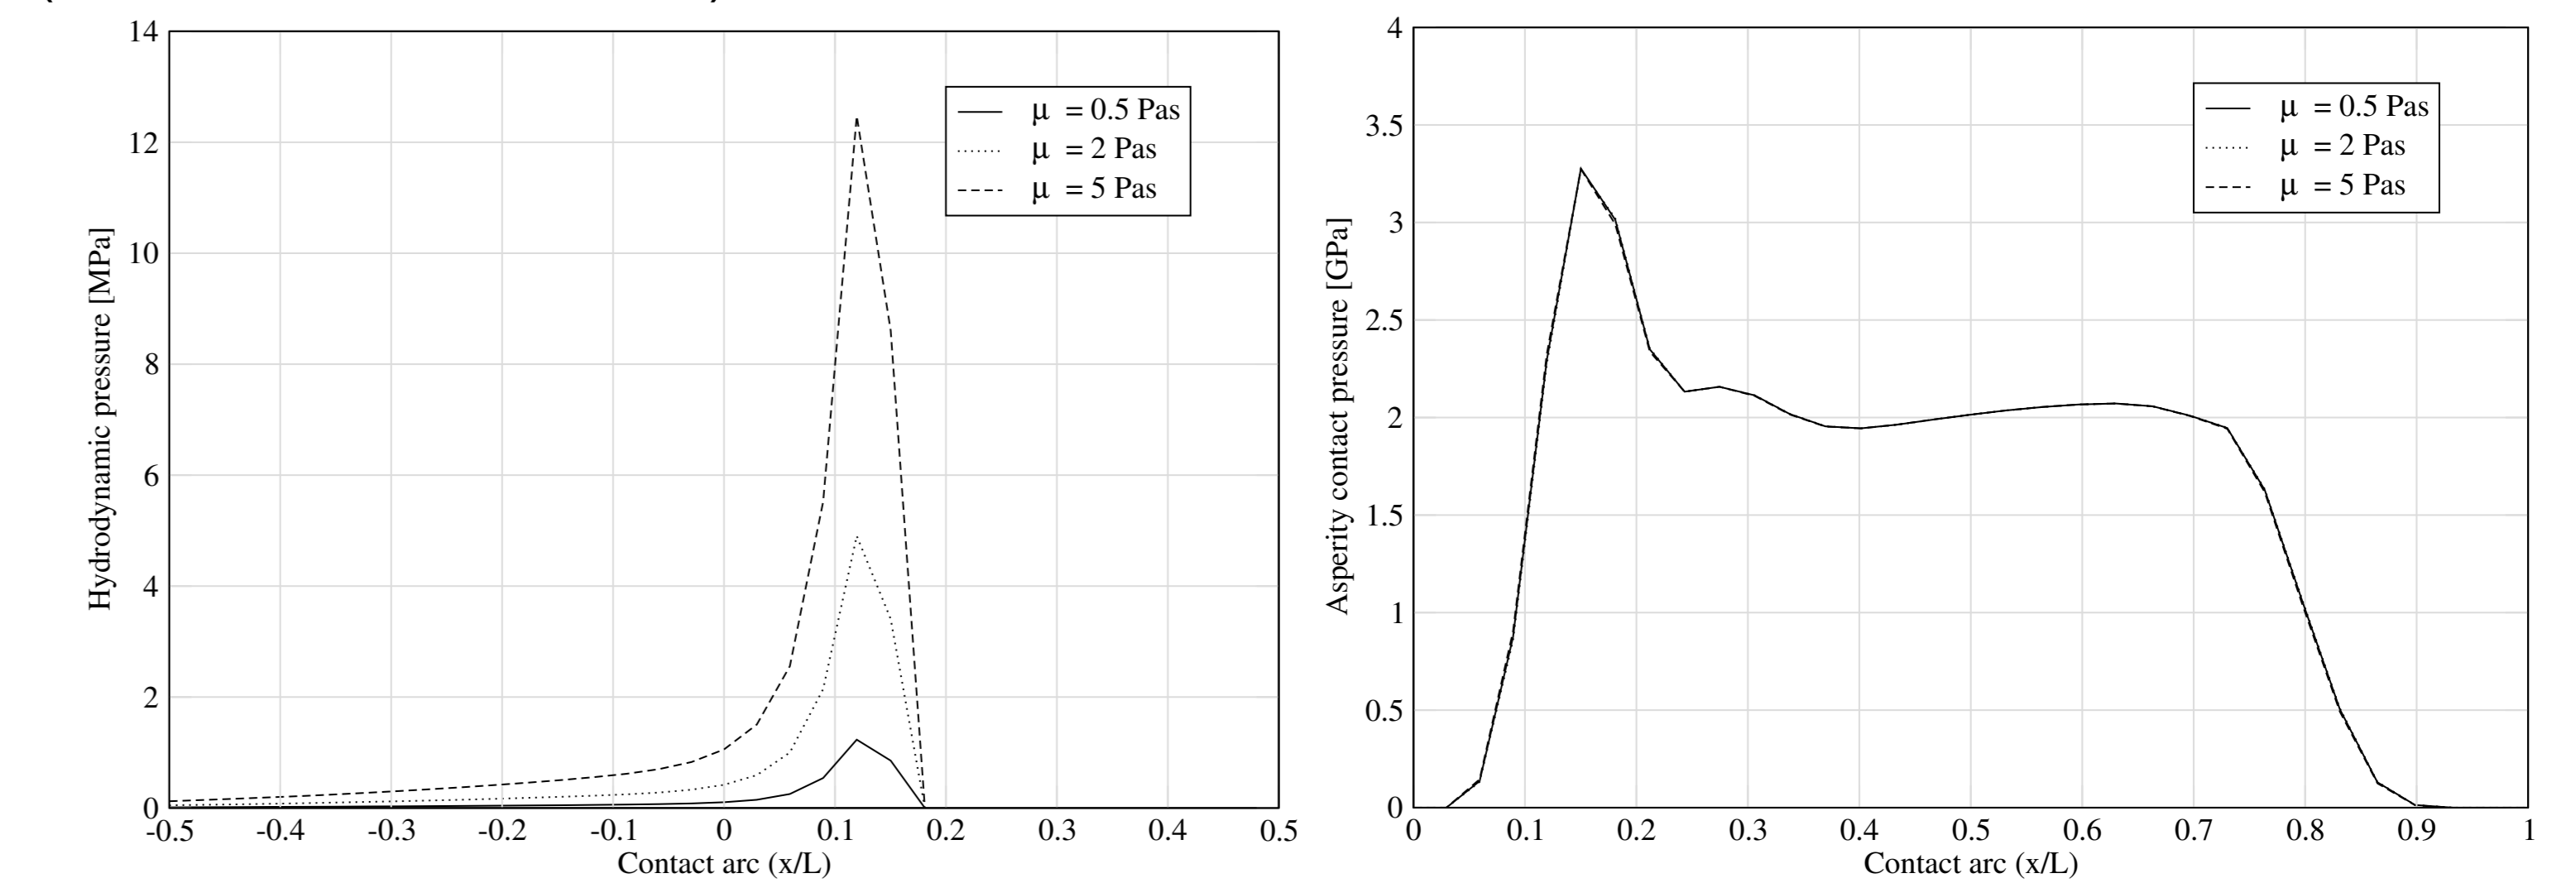 14
12
10
8
6
4
2
0
-0.5 -0.4 -0.3 -0.2 -0.1 0 0.1 0.2 0.3 0.4 0.5
Hydrodynamic pressure [MPa]
Contact arc (x/L)
μ = 0.5 Pas
μ = 2 Pas
μ = 5 Pas
4
3.5
3
2.5
2
1.5
1
0.5
0
0 0.1 0.2 0.3 0.4 0.5 0.6 0.7 0.8 0.9 1
Asperity contact pressure [GPa]
Contact arc (x/L)
μ = 0.5 Pas
μ = 2 Pas
μ = 5 Pas